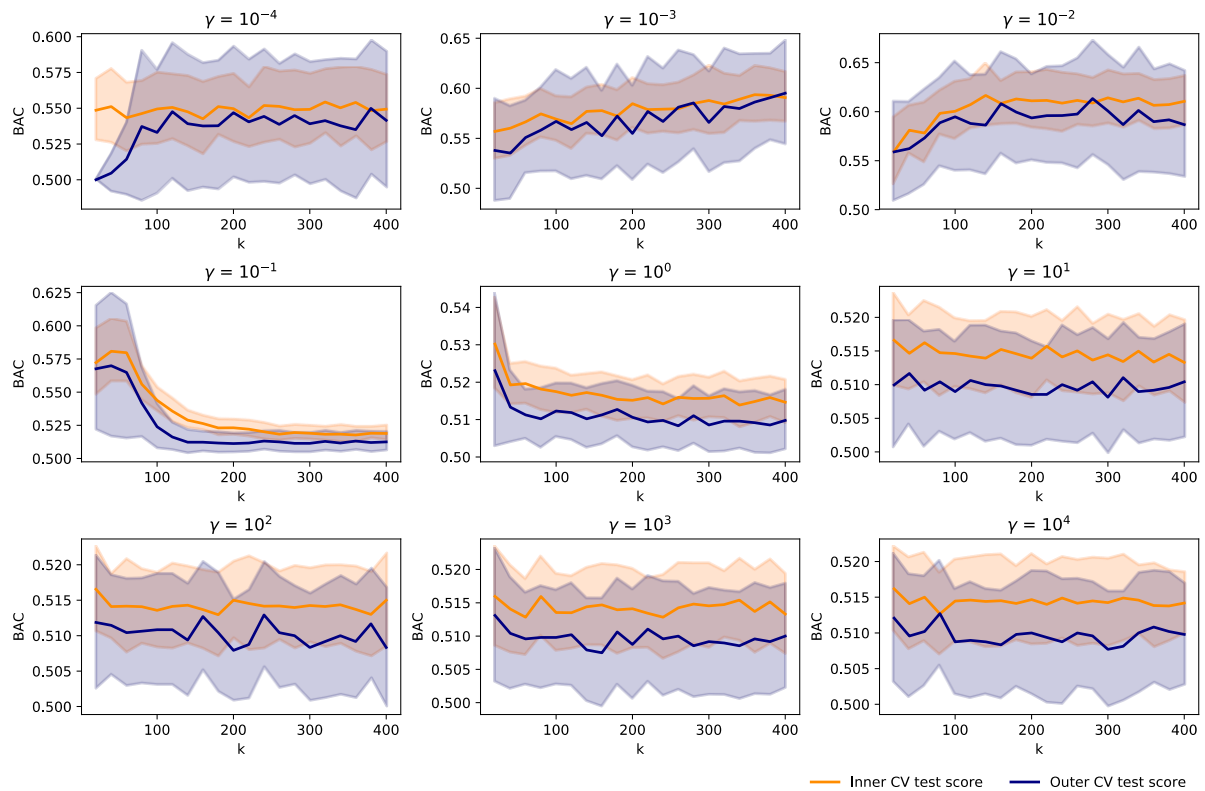 γ = 10⁻⁴
γ = 10⁻³
γ = 10⁻²
BAC
0.600
0.575
0.550
0.525
0.500
100 200 300 400
k
BAC
0.65
0.60
0.55
0.50
100 200 300 400
k
BAC
0.65
0.60
0.55
0.50
100 200 300 400
k
γ = 10⁻¹
γ = 10⁰
γ = 10¹
BAC
0.625
0.600
0.575
0.550
0.525
0.500
100 200 300 400
k
BAC
0.54
0.53
0.52
0.51
0.50
100 200 300 400
k
BAC
0.520
0.515
0.510
0.505
0.500
100 200 300 400
k
γ = 10²
γ = 10³
γ = 10⁴
BAC
0.520
0.515
0.510
0.505
0.500
100 200 300 400
k
BAC
0.520
0.515
0.510
0.505
0.500
100 200 300 400
k
BAC
0.520
0.515
0.510
0.505
0.500
100 200 300 400
k
Inner CV test score Outer CV test score